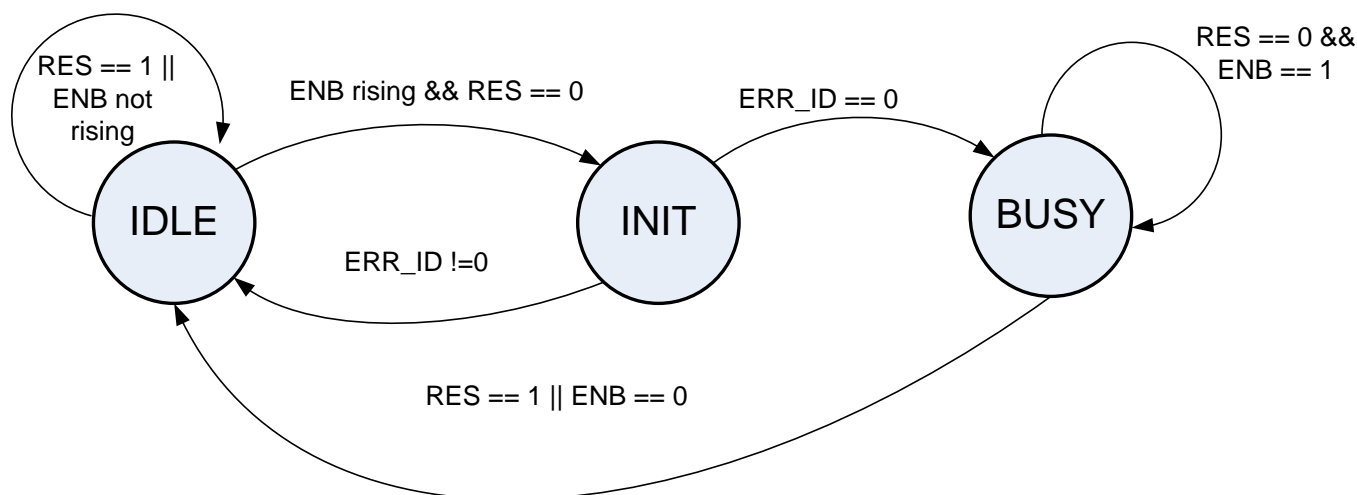 RES == 1 ||
ENB not
rising
ENB rising && RES == 0
ERR_ID == 0
RES == 0 &&
ENB == 1
IDLE
INIT
BUSY
ERR_ID !=0
RES == 1 || ENB == 0